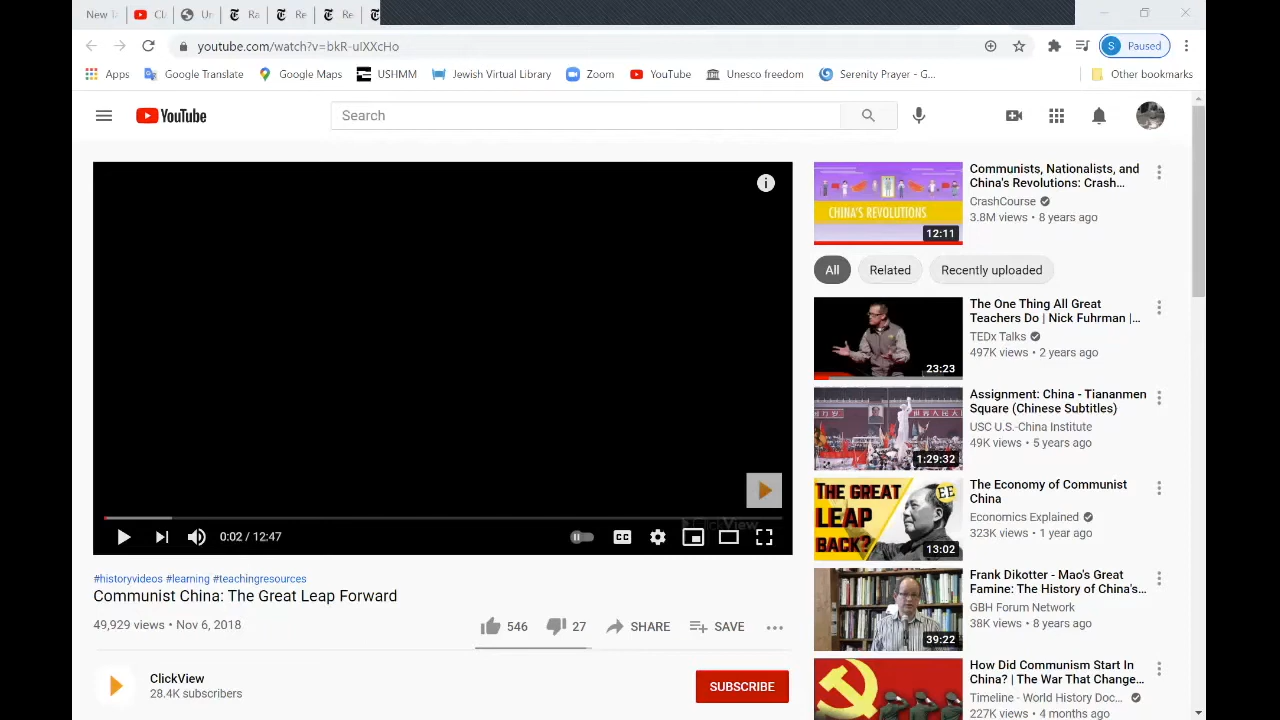 New T
Cl
Un
Ra
Re
Re
youtube.com/watch?v=bkR-uIXXcHo
S Paused
Apps Google Translate Google Maps USHMM Jewish Virtual Library Zoom YouTube Unesco freedom Serenity Prayer - G... Other bookmarks
YouTube
Search
Communists, Nationalists, and
China's Revolutions: Crash...
CrashCourse
3.8M views • 8 years ago
CHINA'S REVOLUTIONS
12:11
All Related Recently uploaded
The One Thing All Great
Teachers Do | Nick Fuhrman |...
TEDx Talks
497K views • 2 years ago
23:23
Assignment: China - Tiananmen
Square (Chinese Subtitles)
USC U.S.-China Institute
49K views • 5 years ago
1:29:32
The Economy of Communist
China
Economics Explained
323K views • 1 year ago
THE GREAT
LEAP
BACK?
EE
13:02
Frank Dikotter - Mao's Great
Famine: The History of China's...
GBH Forum Network
38K views • 8 years ago
39:22
How Did Communism Start In
China? | The War That Change...
Timeline - World History Doc...
227K views • 4 months ago
ClickView
0:02 / 12:47
CC
#historyvideos #learning #teachingresources
Communist China: The Great Leap Forward
49,929 views • Nov 6, 2018
546 27 SHARE SAVE
ClickView
28.4K subscribers
SUBSCRIBE